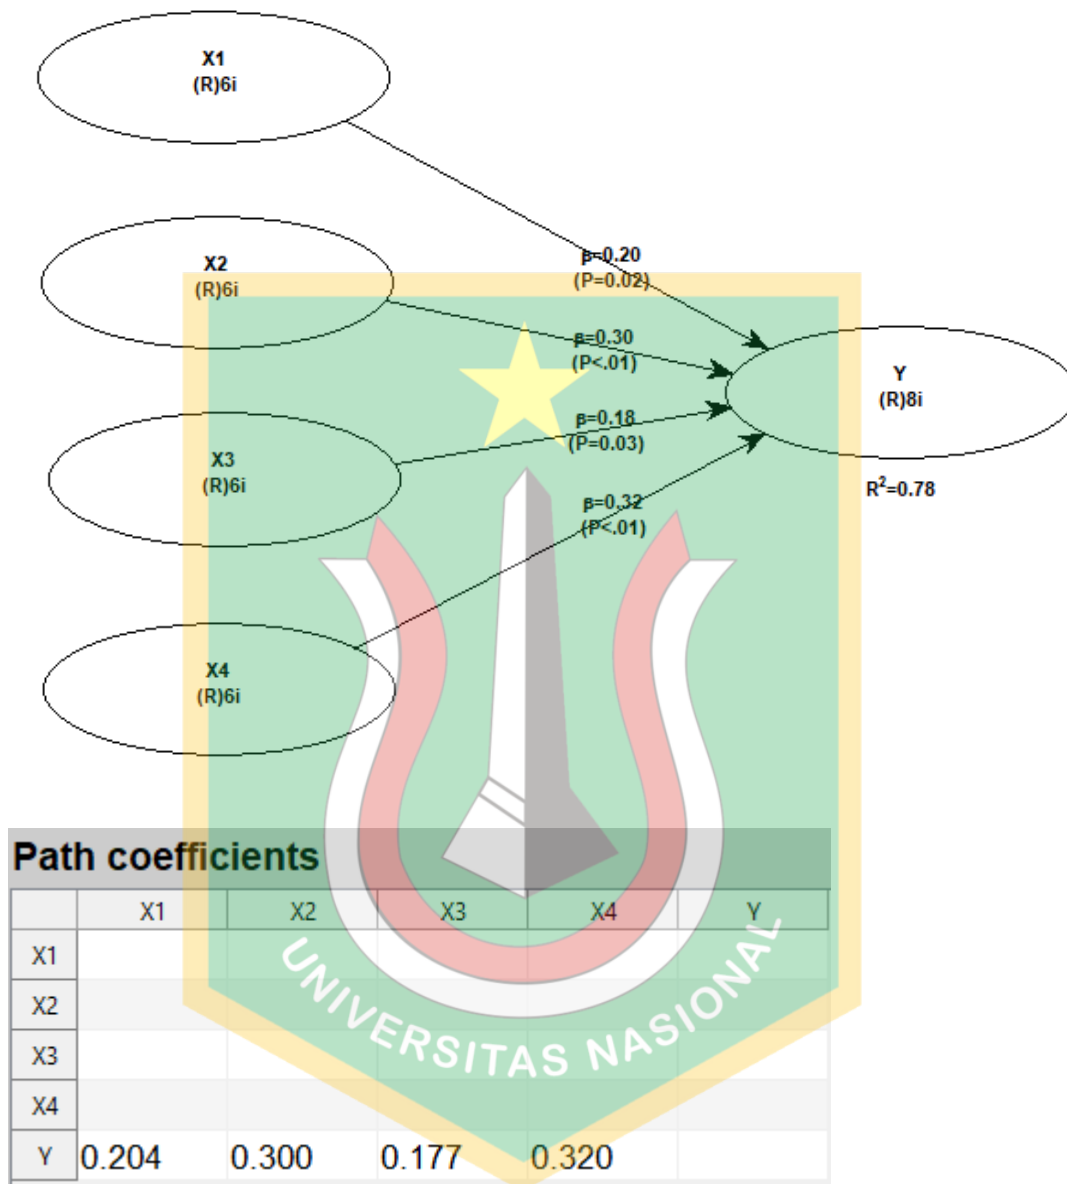 X1
(R)6i
X2
(R)6i
X3
(R)6i
X4
(R)6i
β=0.20
(P=0.02)
β=0.30
(P<.01)
β=0.18
(P=0.03)
β=0.32
(P<.01)
Y
(R)8i
R²=0.78
Path coefficients
X1 X2 X3 X4 Y
X1
X2
X3
X4
Y 0.204 0.300 0.177 0.320
UNIVERSITAS NASIONAL